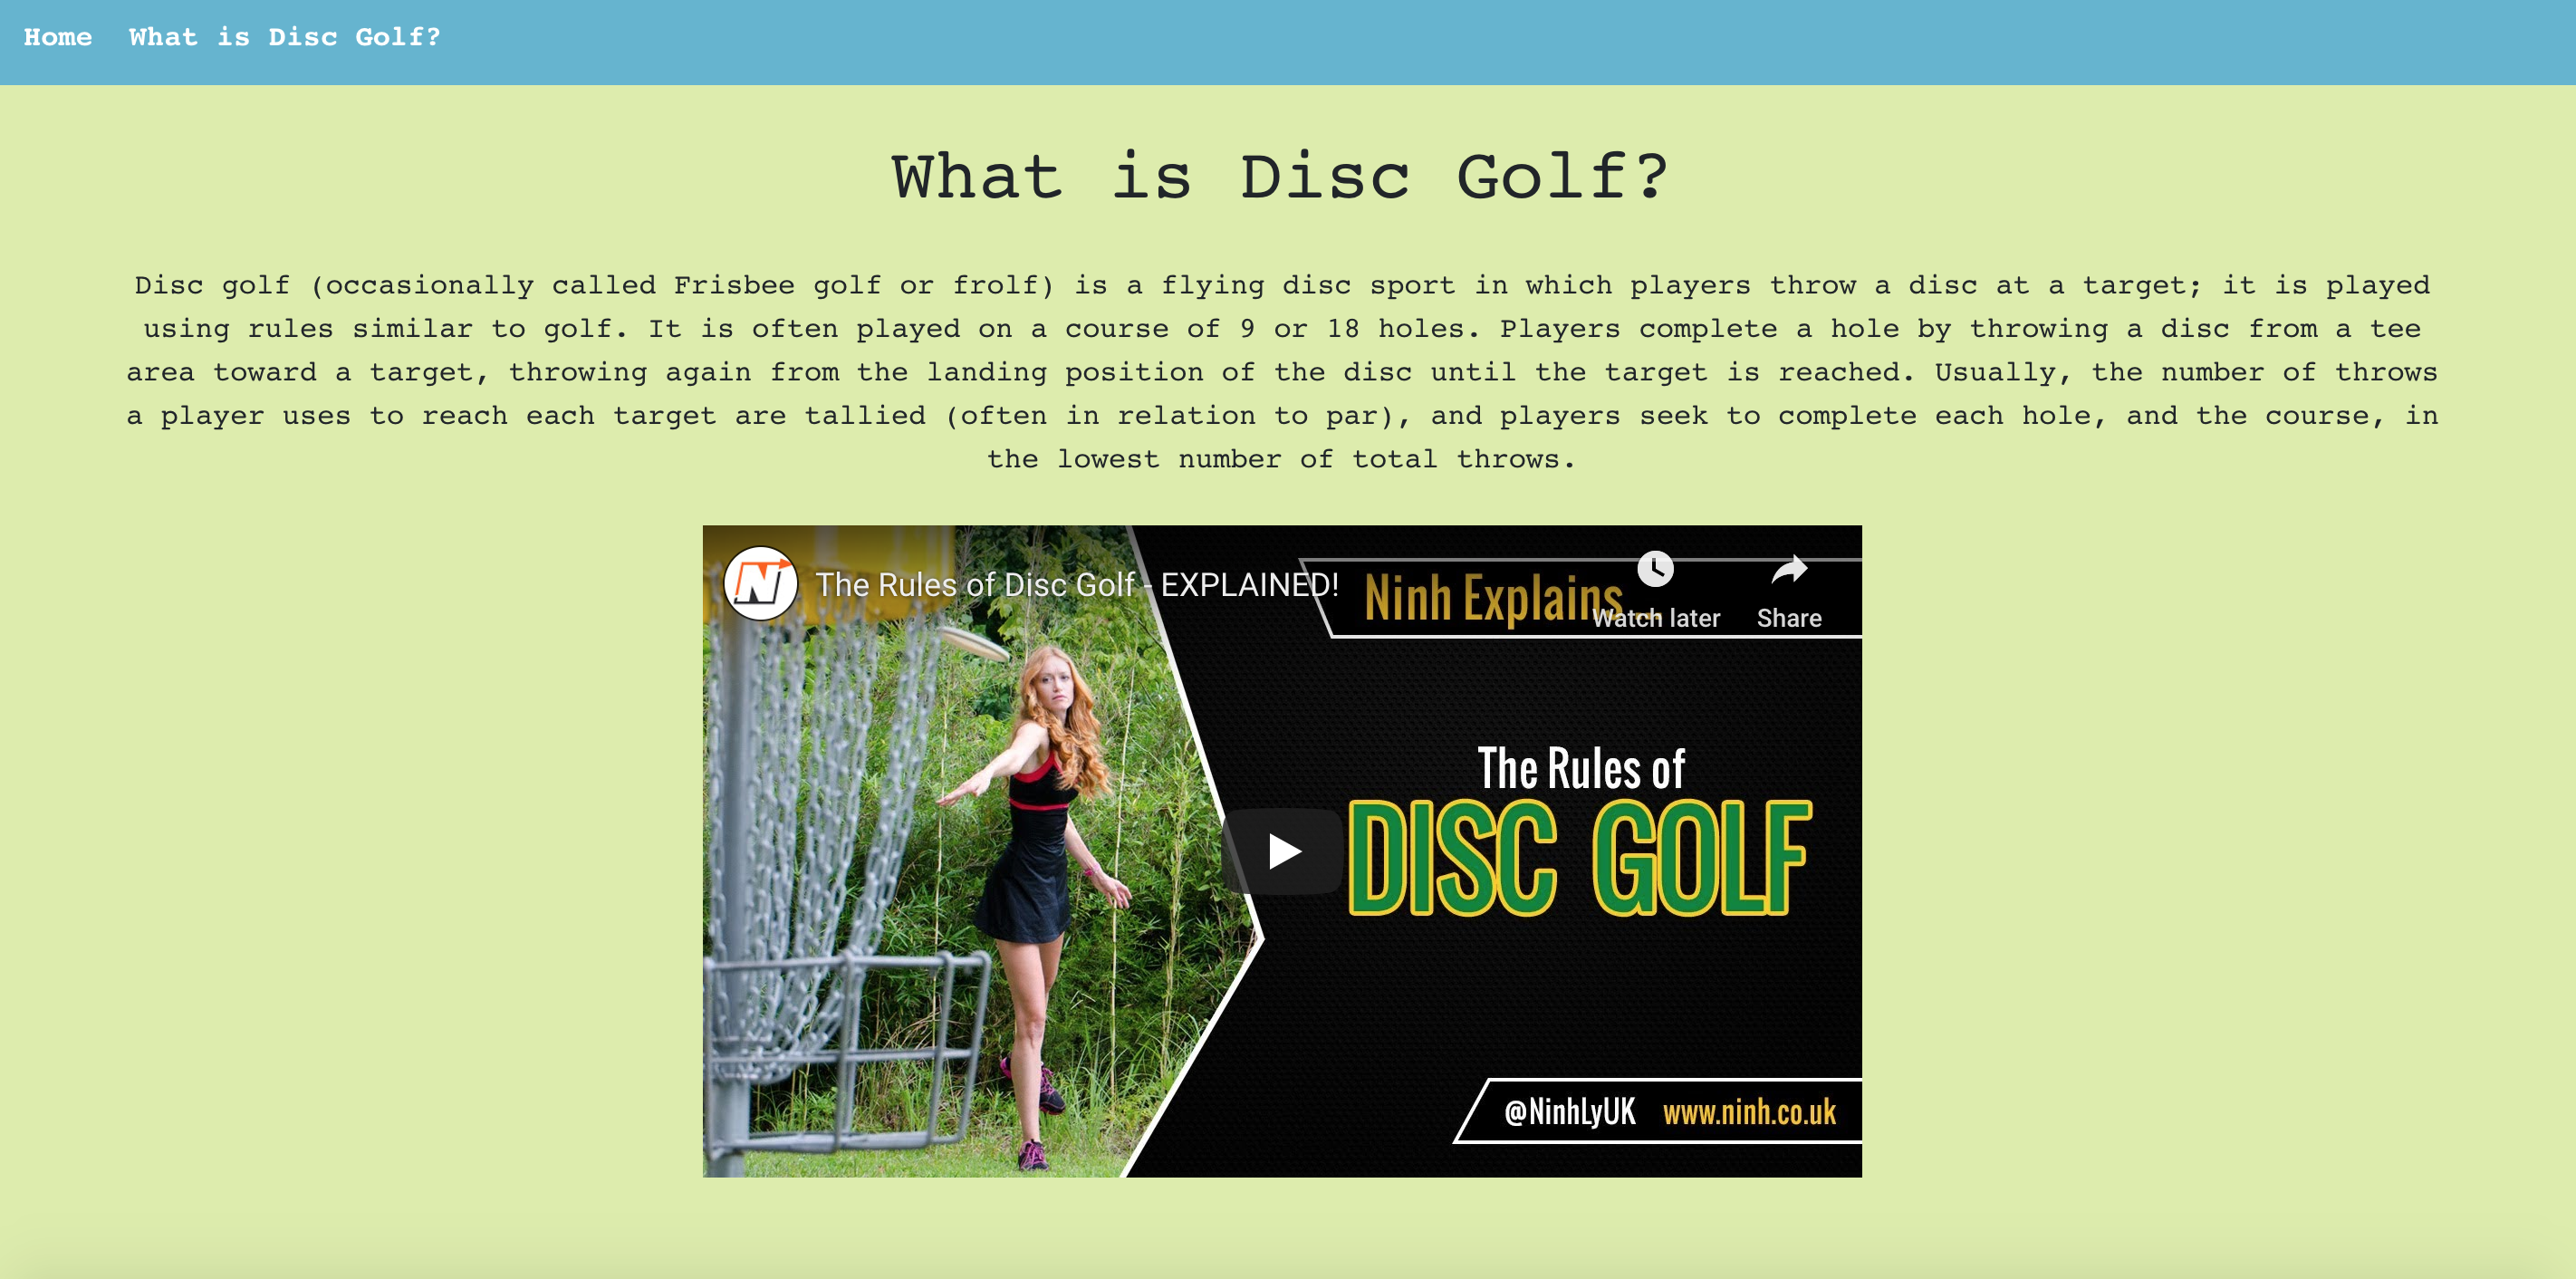 Home What is Disc Golf?
What is Disc Golf?
Disc golf (occasionally called Frisbee golf or frolf) is a flying disc sport in which players throw a disc at a target; it is played
using rules similar to golf. It is often played on a course of 9 or 18 holes. Players complete a hole by throwing a disc from a tee
area toward a target, throwing again from the landing position of the disc until the target is reached. Usually, the number of throws
a player uses to reach each target are tallied (often in relation to par), and players seek to complete each hole, and the course, in
the lowest number of total throws.
N
The Rules of Disc Golf - EXPLAINED!
Ninh Explains...
Watch later Share
The Rules of
DISC GOLF
@NinhLyUK www.ninh.co.uk